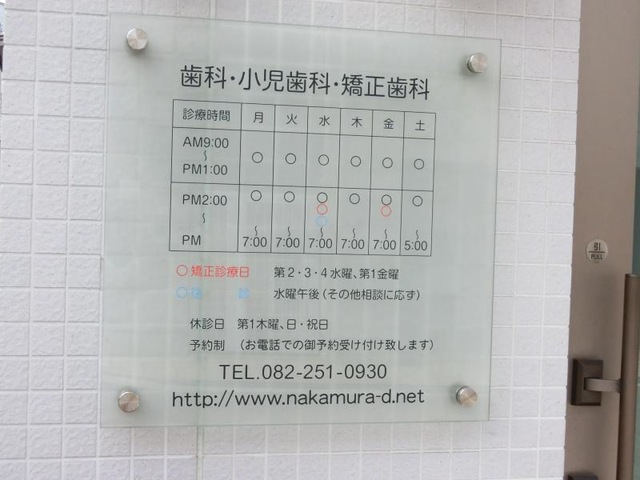 歯科・小児歯科・矯正歯科
診療時間 月 火 水 木 金 土
AM9:00 〜 PM1:00 ○ ○ ○ ○ ○ ○
PM2:00 ○ ○ ○ ○ ○ ○
〜 ○ ○ ○
PM 〜7:00 〜7:00 〜7:00 〜7:00 〜7:00 〜5:00
○矯正診療日 第2・3・4水曜、第1金曜
○ 診 水曜午後(その他相談に応ず)
休診日 第1木曜、日・祝日
予約制 (お電話での御予約受け付け致します)
TEL.082-251-0930
http://www.nakamura-d.net
引
PULL